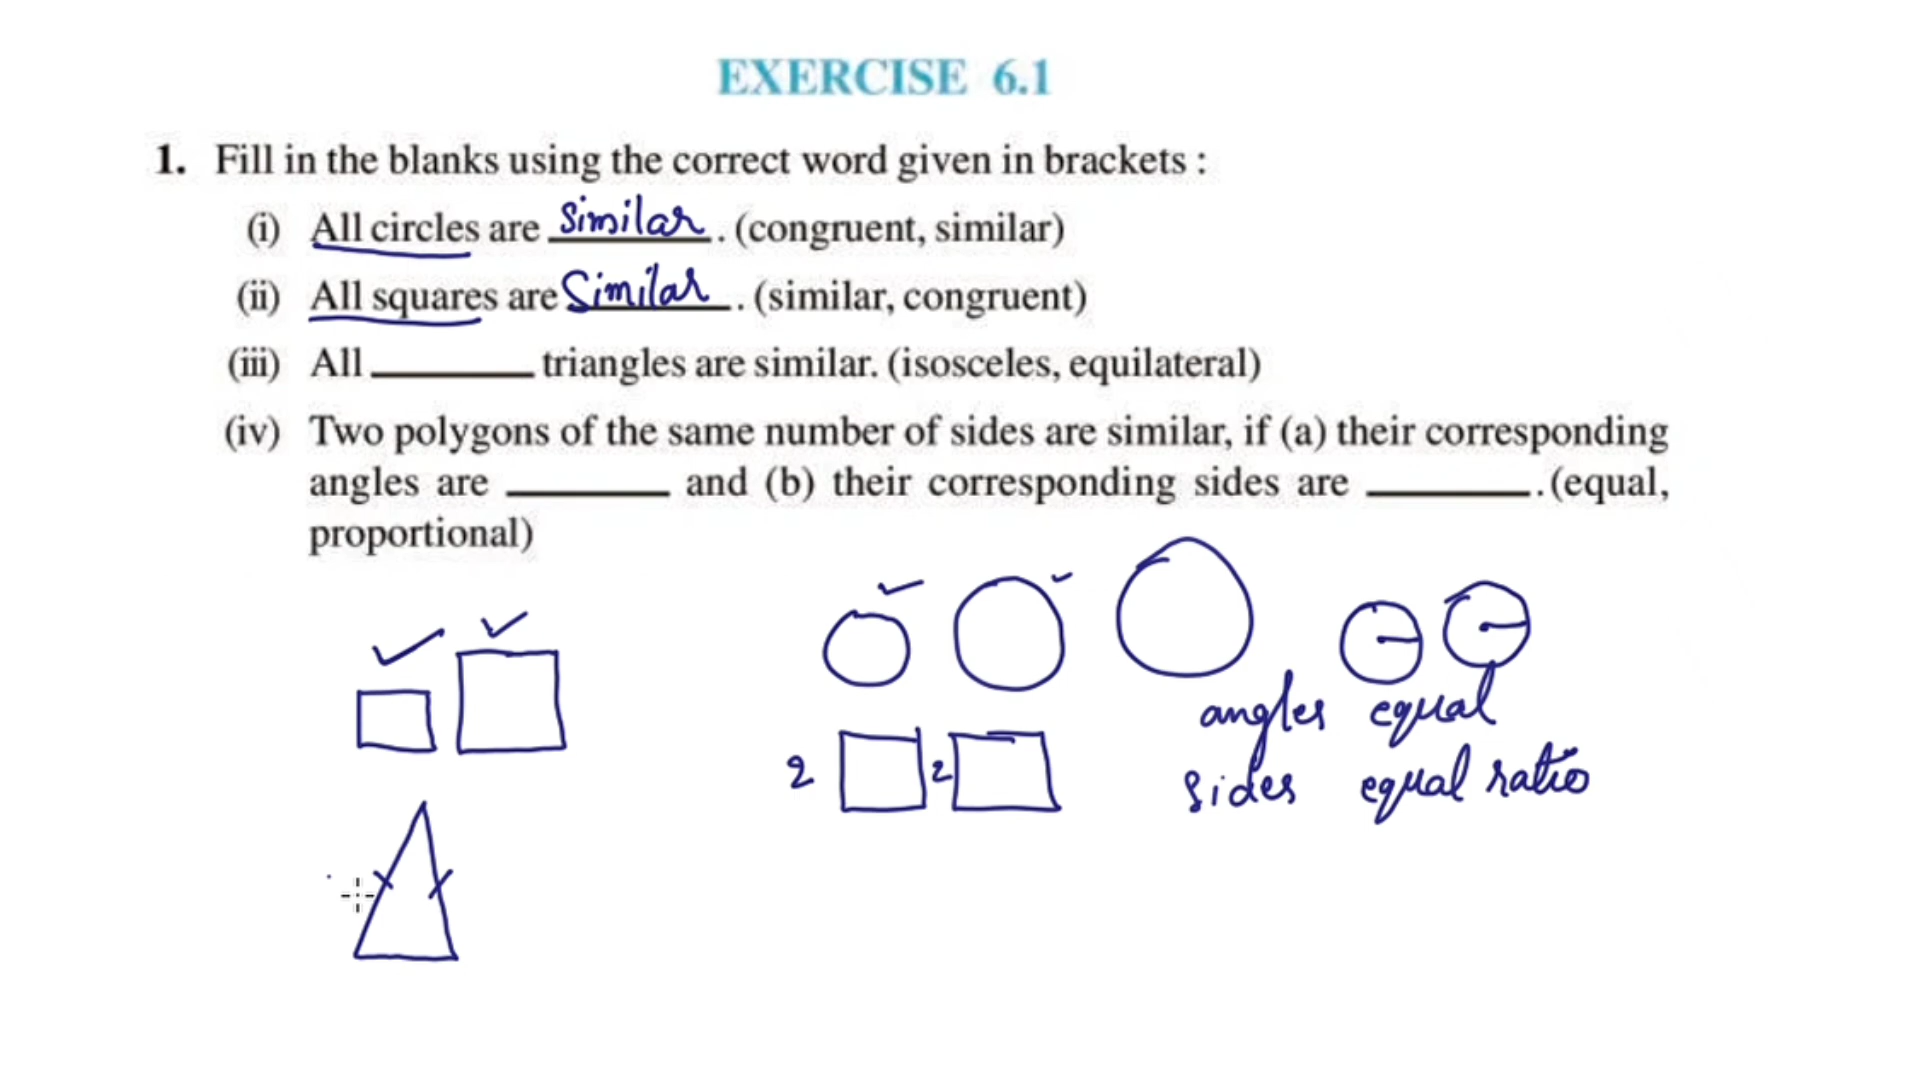 EXERCISE 6.1
1. Fill in the blanks using the correct word given in brackets :
(i) All circles are Similar. (congruent, similar)
(ii) All squares are Similar. (similar, congruent)
(iii) All ________ triangles are similar. (isosceles, equilateral)
(iv) Two polygons of the same number of sides are similar, if (a) their corresponding
angles are ________ and (b) their corresponding sides are ________. (equal,
proportional)
angles equal
2 2
sides equal ratio